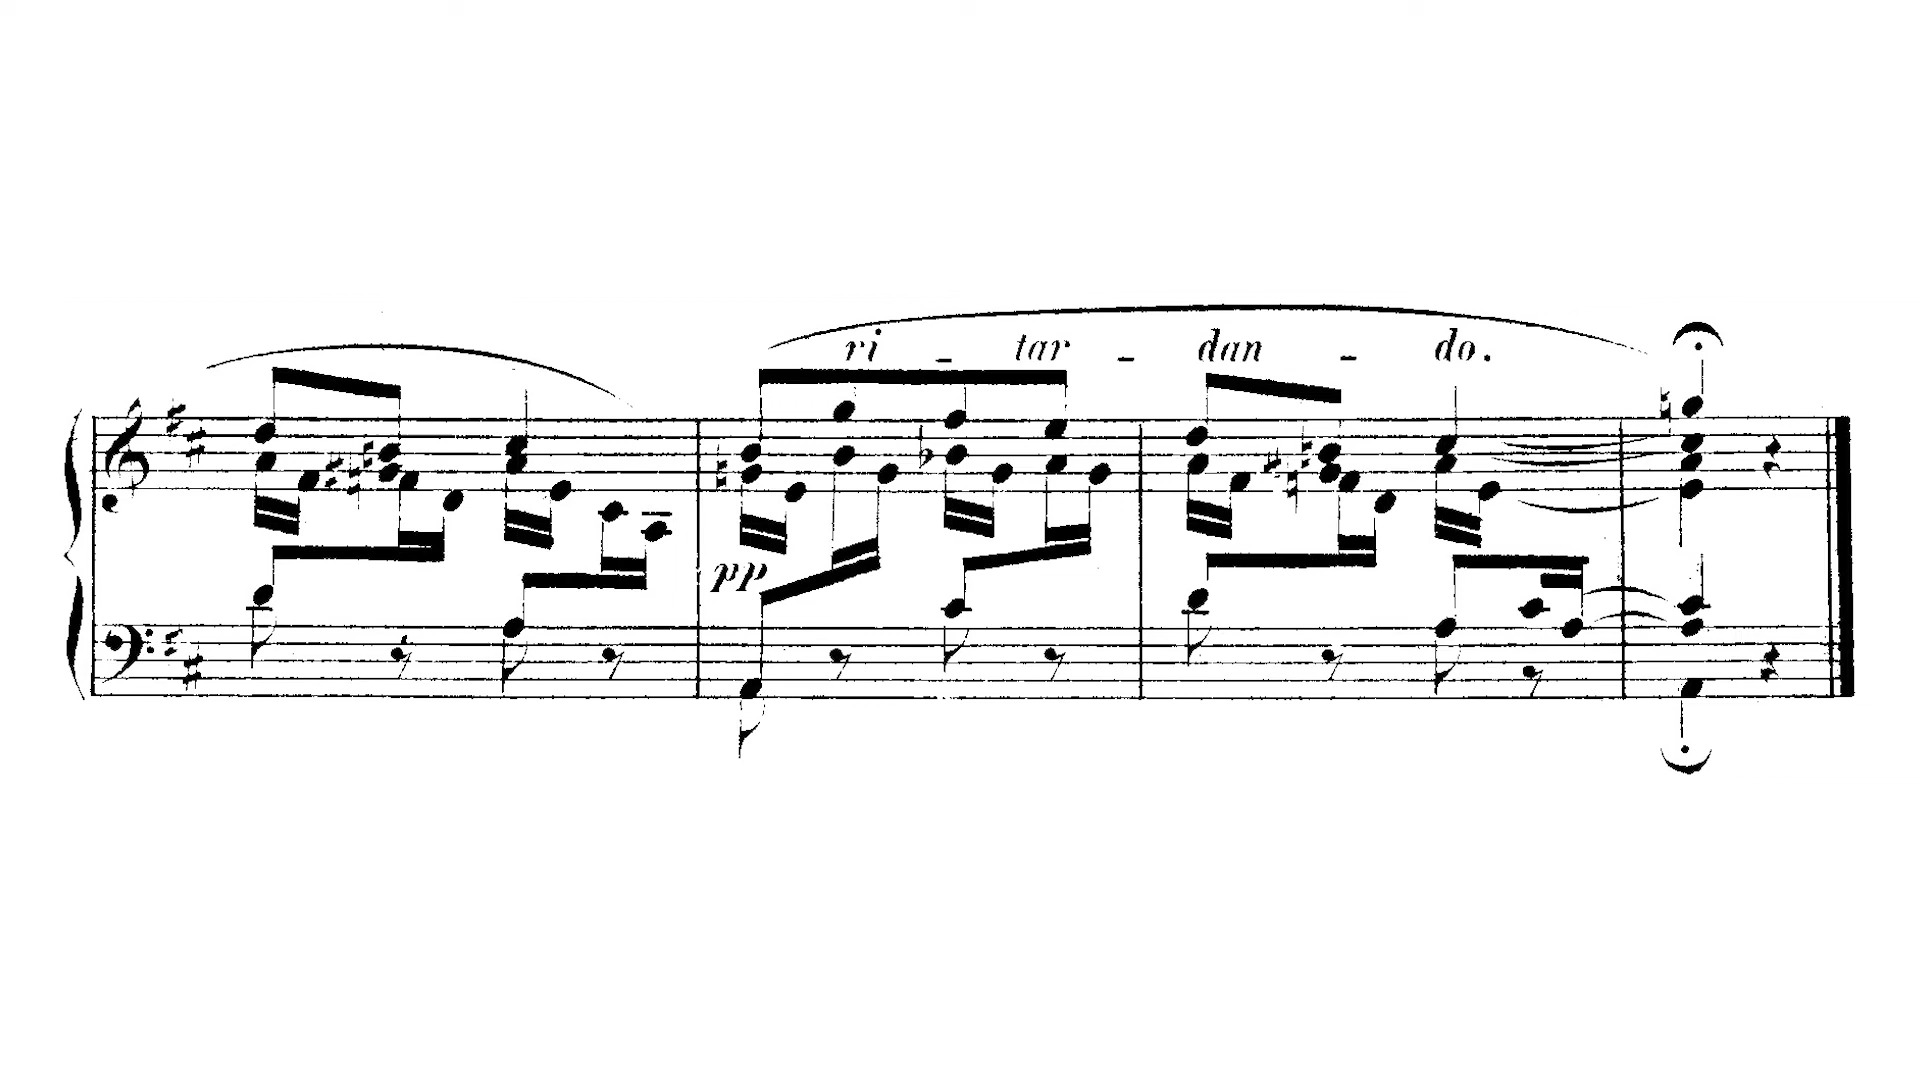 ri - tar - dan - do.
pp